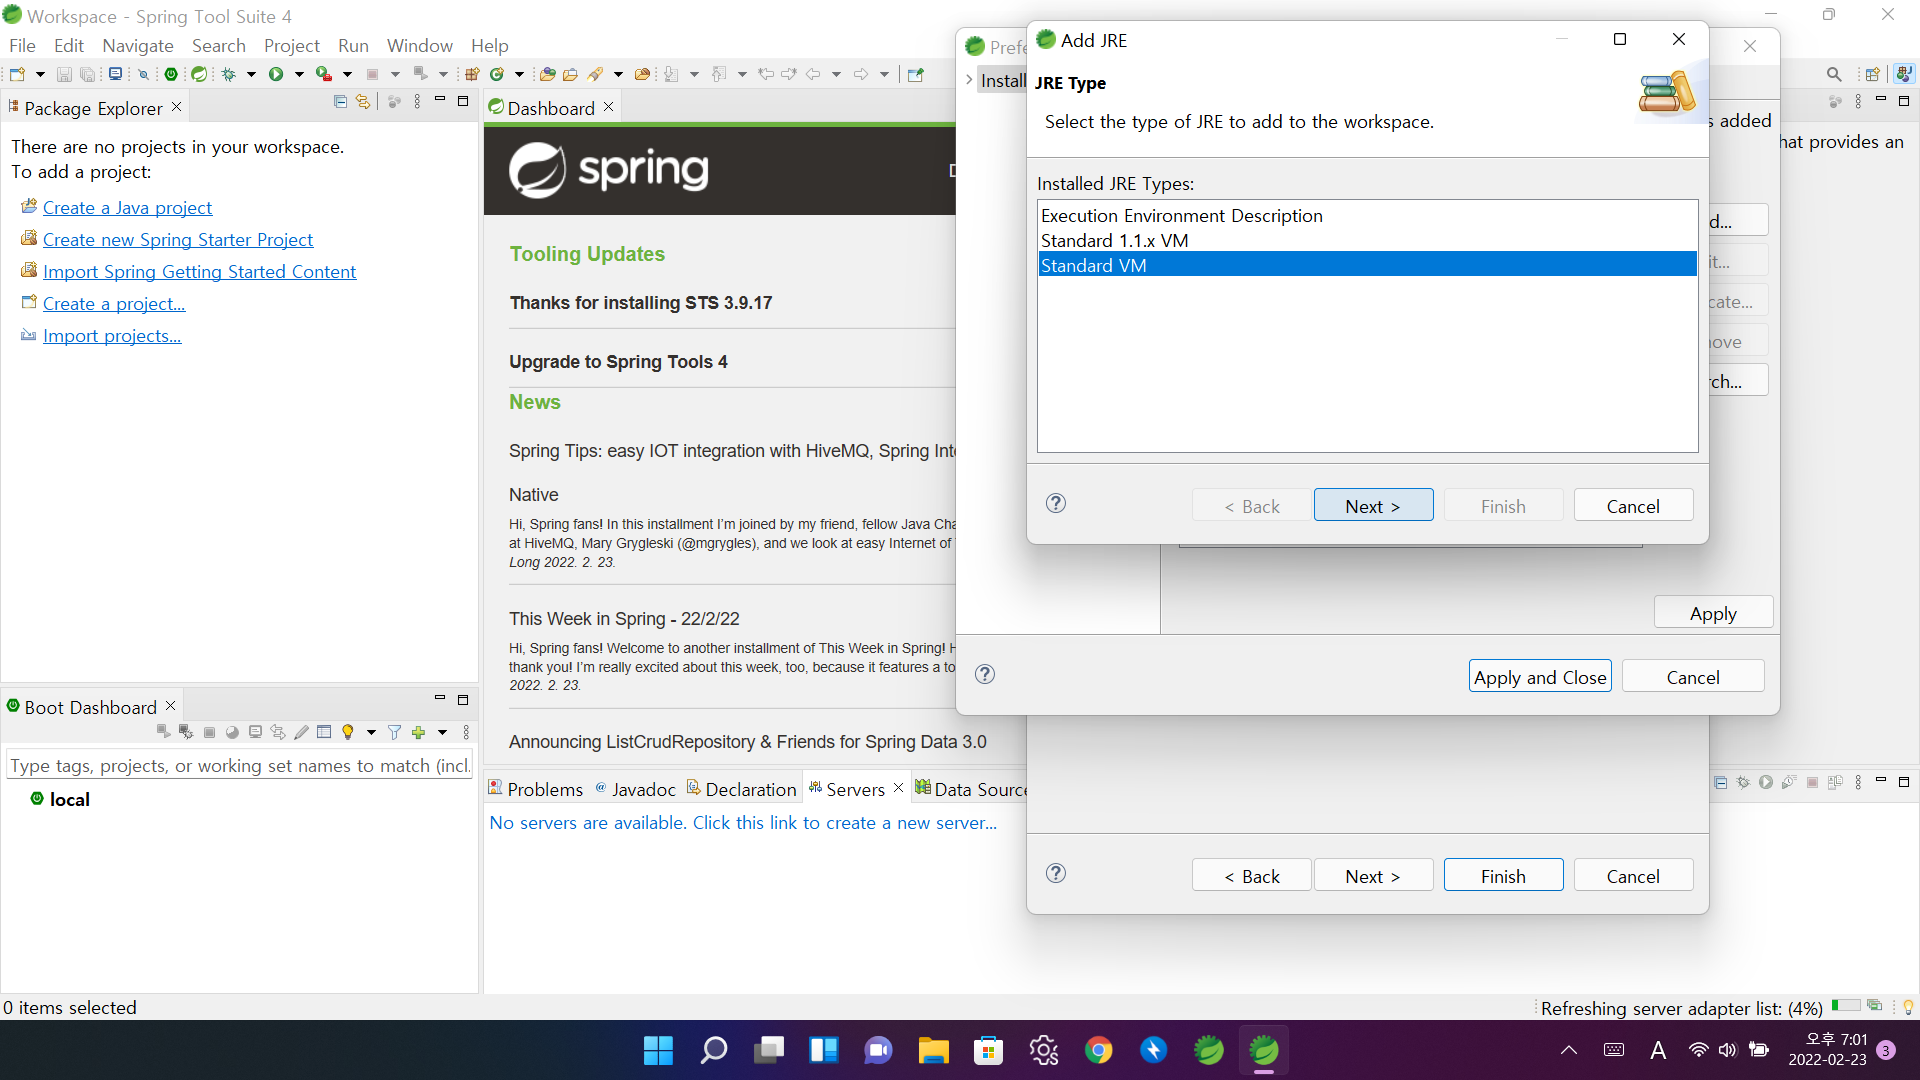 Workspace - Spring Tool Suite 4
File Edit Navigate Search Project Run Window Help
Package Explorer
There are no projects in your workspace.
To add a project:
Create a Java project
Create new Spring Starter Project
Import Spring Getting Started Content
Create a project...
Import projects...
Boot Dashboard
Type tags, projects, or working set names to match (incl.
local
0 items selected
Dashboard
spring
D
Tooling Updates
Thanks for installing STS 3.9.17
Upgrade to Spring Tools 4
News
Spring Tips: easy IOT integration with HiveMQ, Spring Int
Native
Hi, Spring fans! In this installment I'm joined by my friend, fellow Java Cha
at HiveMQ, Mary Grygleski (@mgrygles), and we look at easy Internet of
Long 2022. 2. 23.
This Week in Spring - 22/2/22
Hi, Spring fans! Welcome to another installment of This Week in Spring! H
thank you! I'm really excited about this week, too, because it features a to
2022. 2. 23.
Announcing ListCrudRepository & Friends for Spring Data 3.0
Problems @ Javadoc Declaration Servers Data Source
No servers are available. Click this link to create a new server...
Prefe
Install
s added
hat provides an
d...
it...
cate...
ove
rch...
Apply
Apply and Close Cancel
Add JRE
JRE Type
Select the type of JRE to add to the workspace.
Installed JRE Types:
Execution Environment Description
Standard 1.1.x VM
Standard VM
< Back Next > Finish Cancel
< Back Next > Finish Cancel
Refreshing server adapter list: (4%)
A
오후 7:01
2022-02-23
3